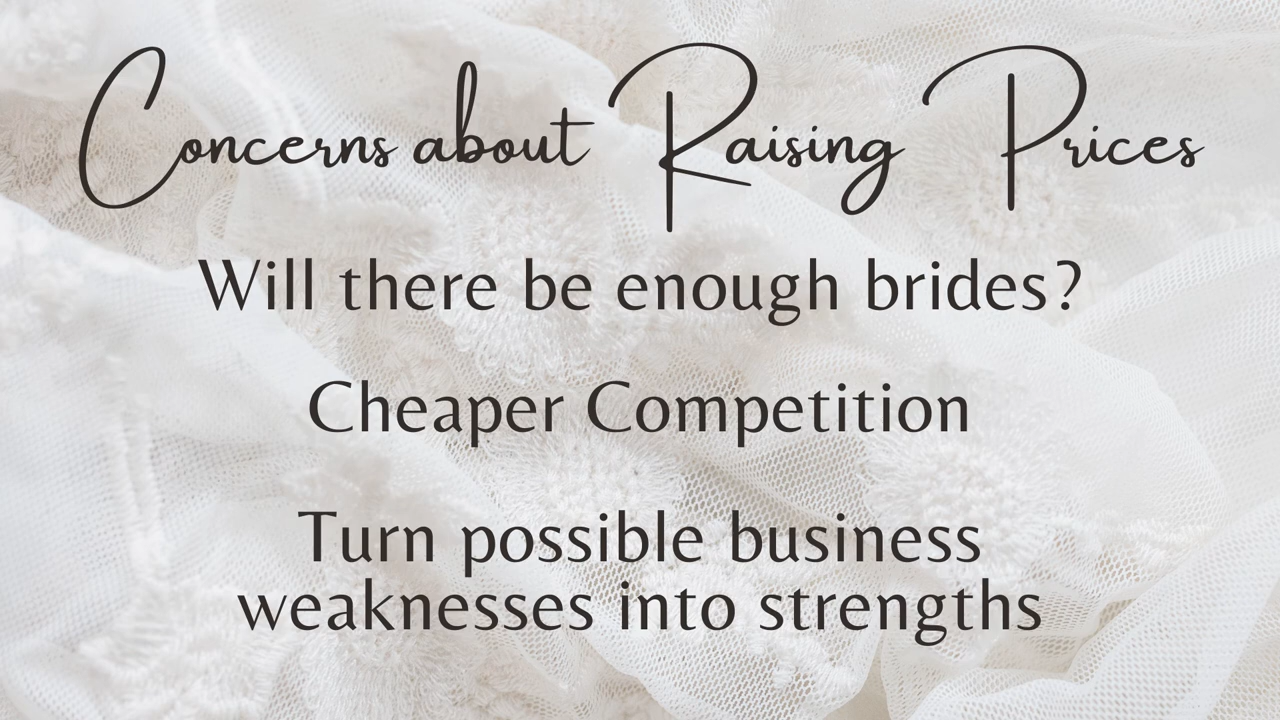 Concerns about Raising Prices
Will there be enough brides?
Cheaper Competition
Turn possible business
weaknesses into strengths